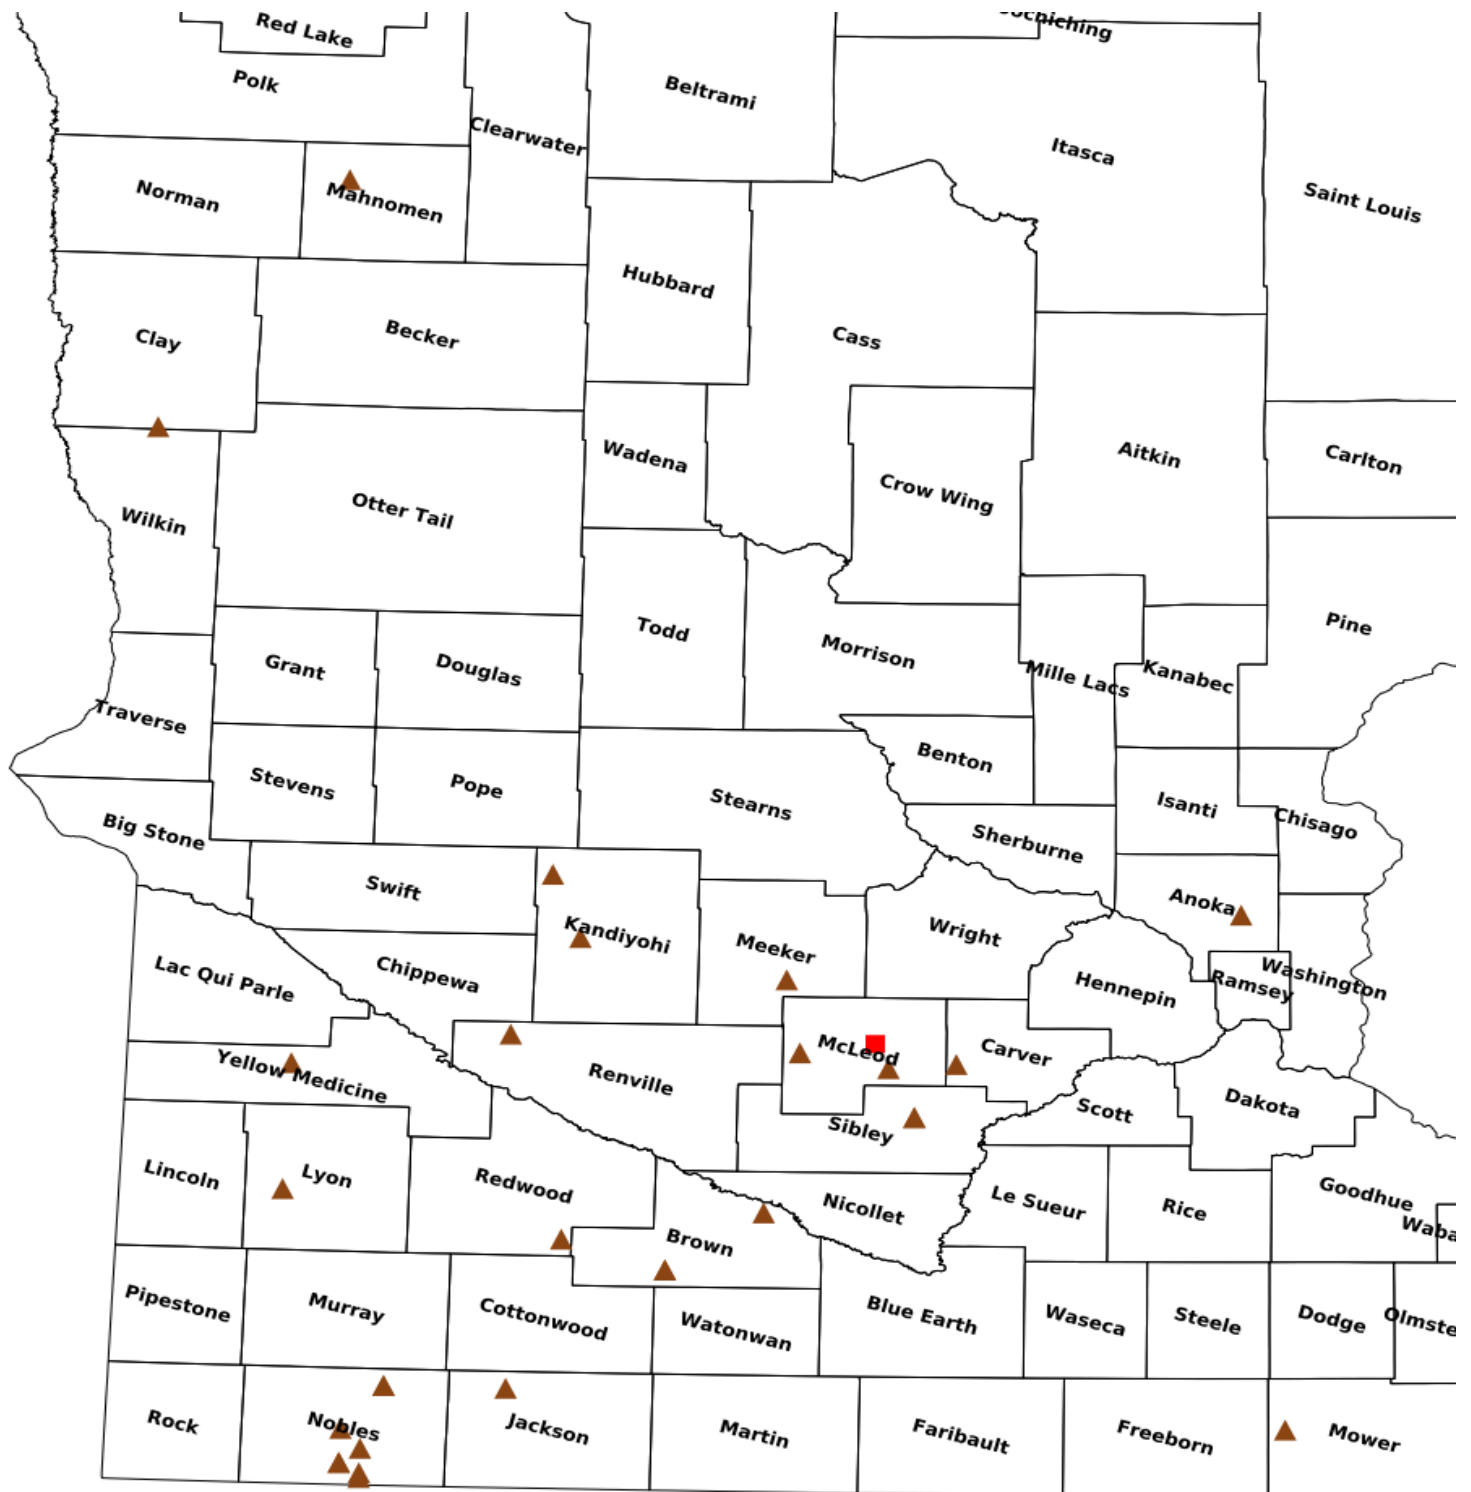 Red Lake
ochiching
Polk
Beltrami
Clearwater
Itasca
Norman
Mahnomen
Saint Louis
Hubbard
Clay
Becker
Cass
Wadena
Aitkin
Carlton
Crow Wing
Otter Tail
Wilkin
Todd
Morrison
Pine
Grant
Douglas
Mille Lacs
Kanabec
Traverse
Benton
Stevens
Pope
Stearns
Isanti
Chisago
Big Stone
Sherburne
Swift
Anoka
Kandiyohi
Meeker
Wright
Lac Qui Parle
Chippewa
Hennepin
Ramsey
Washington
McLeod
Carver
Yellow Medicine
Renville
Scott
Dakota
Sibley
Lincoln
Lyon
Redwood
Nicollet
Le Sueur
Rice
Goodhue
Waba
Brown
Pipestone
Murray
Cottonwood
Watonwan
Blue Earth
Waseca
Steele
Dodge
Olmste
Rock
Nobles
Jackson
Martin
Faribault
Freeborn
Mower